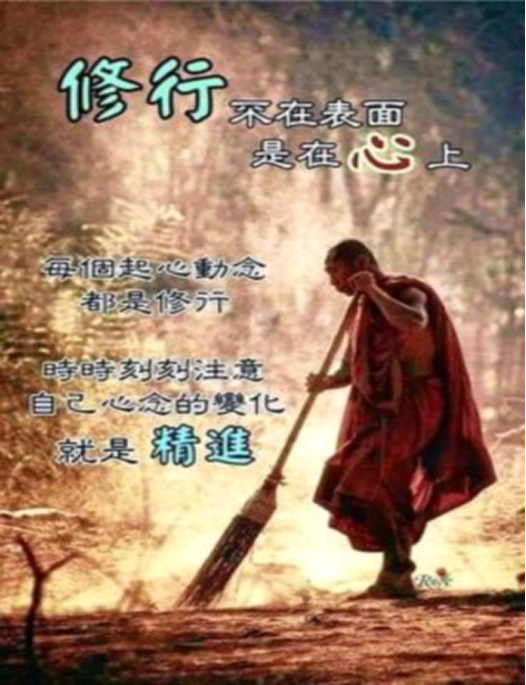 修行不在表面
是在心上
每個起心動念
都是修行
時時刻刻注意
自己心念的變化
就是精進
Rose